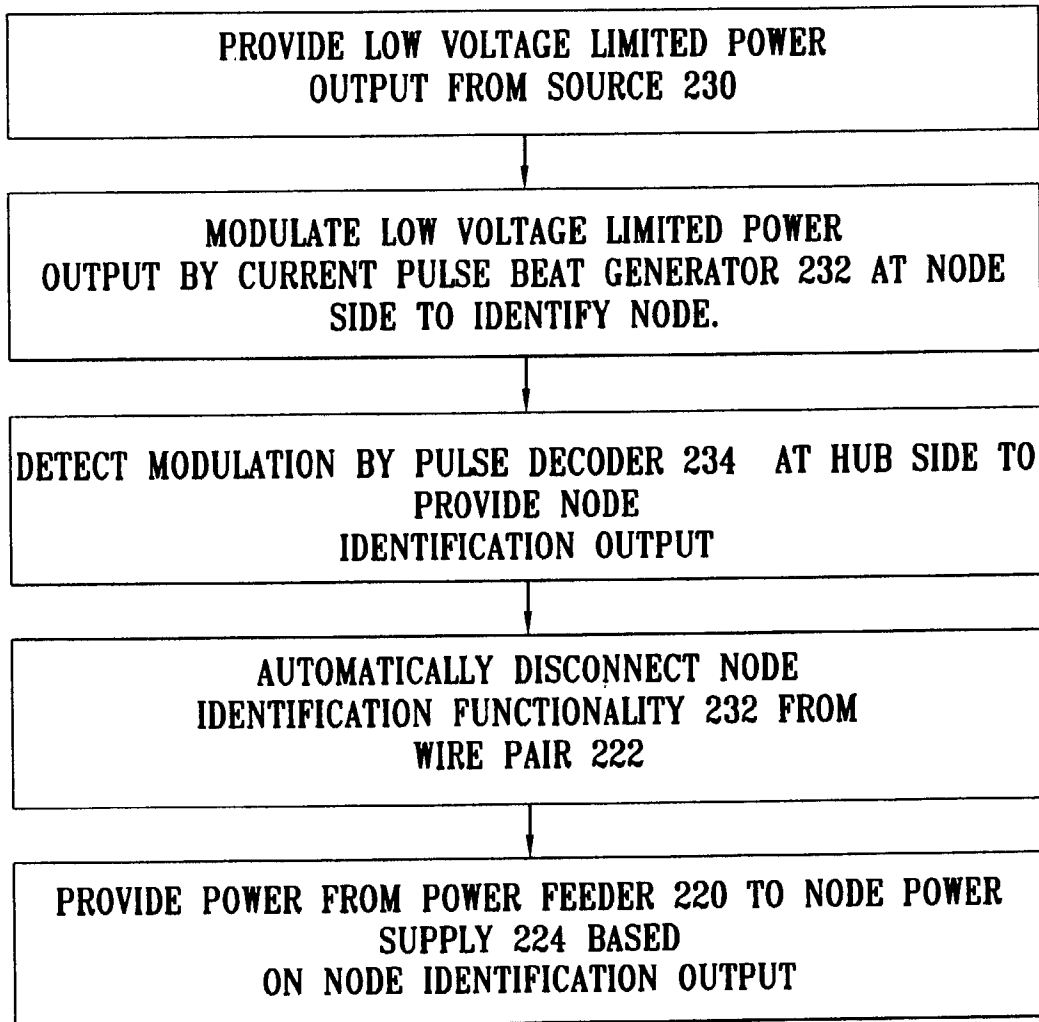 PROVIDE LOW VOLTAGE LIMITED POWER
OUTPUT FROM SOURCE 230
MODULATE LOW VOLTAGE LIMITED POWER
OUTPUT BY CURRENT PULSE BEAT GENERATOR 232 AT NODE
SIDE TO IDENTIFY NODE.
DETECT MODULATION BY PULSE DECODER 234 AT HUB SIDE TO
PROVIDE NODE
IDENTIFICATION OUTPUT
AUTOMATICALLY DISCONNECT NODE
IDENTIFICATION FUNCTIONALITY 232 FROM
WIRE PAIR 222
PROVIDE POWER FROM POWER FEEDER 220 TO NODE POWER
SUPPLY 224 BASED
ON NODE IDENTIFICATION OUTPUT